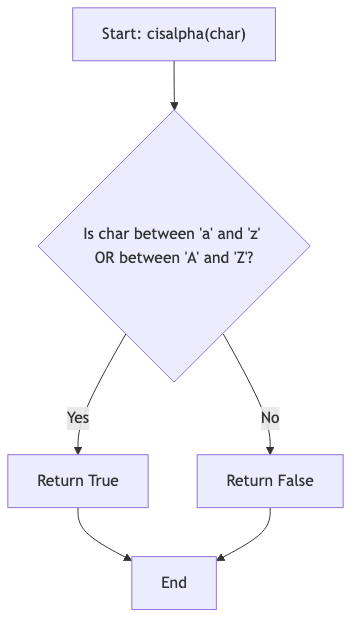 Start: cisalpha(char)
Is char between 'a' and 'z'
OR between 'A' and 'Z'?
Yes
No
Return True
Return False
End